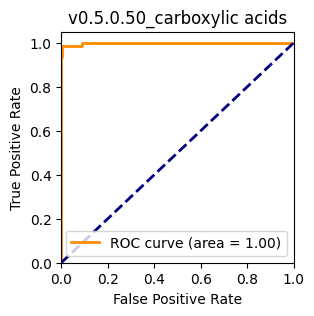 v0.5.0.50_carboxylic acids
True Positive Rate
1.0
0.8
0.6
0.4
0.2
0.0
ROC curve (area = 1.00)
0.0 0.2 0.4 0.6 0.8 1.0
False Positive Rate